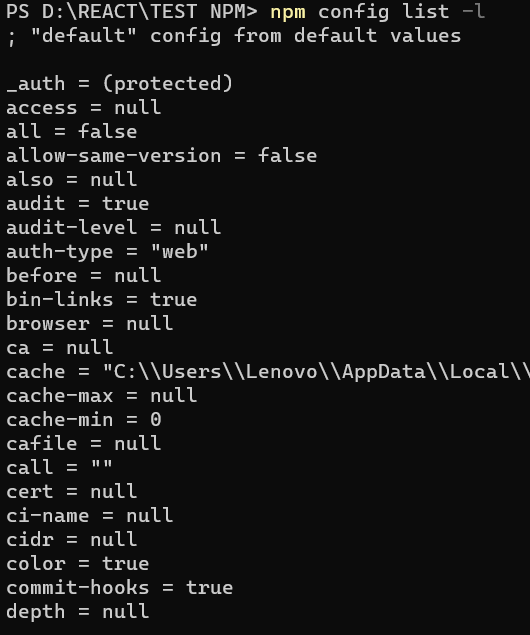 PS D:\REACT\TEST NPM> npm config list -l
; "default" config from default values
_auth = (protected)
access = null
all = false
allow-same-version = false
also = null
audit = true
audit-level = null
auth-type = "web"
before = null
bin-links = true
browser = null
ca = null
cache = "C:\\Users\\Lenovo\\AppData\\Local\\
cache-max = null
cache-min = 0
cafile = null
call = ""
cert = null
ci-name = null
cidr = null
color = true
commit-hooks = true
depth = null